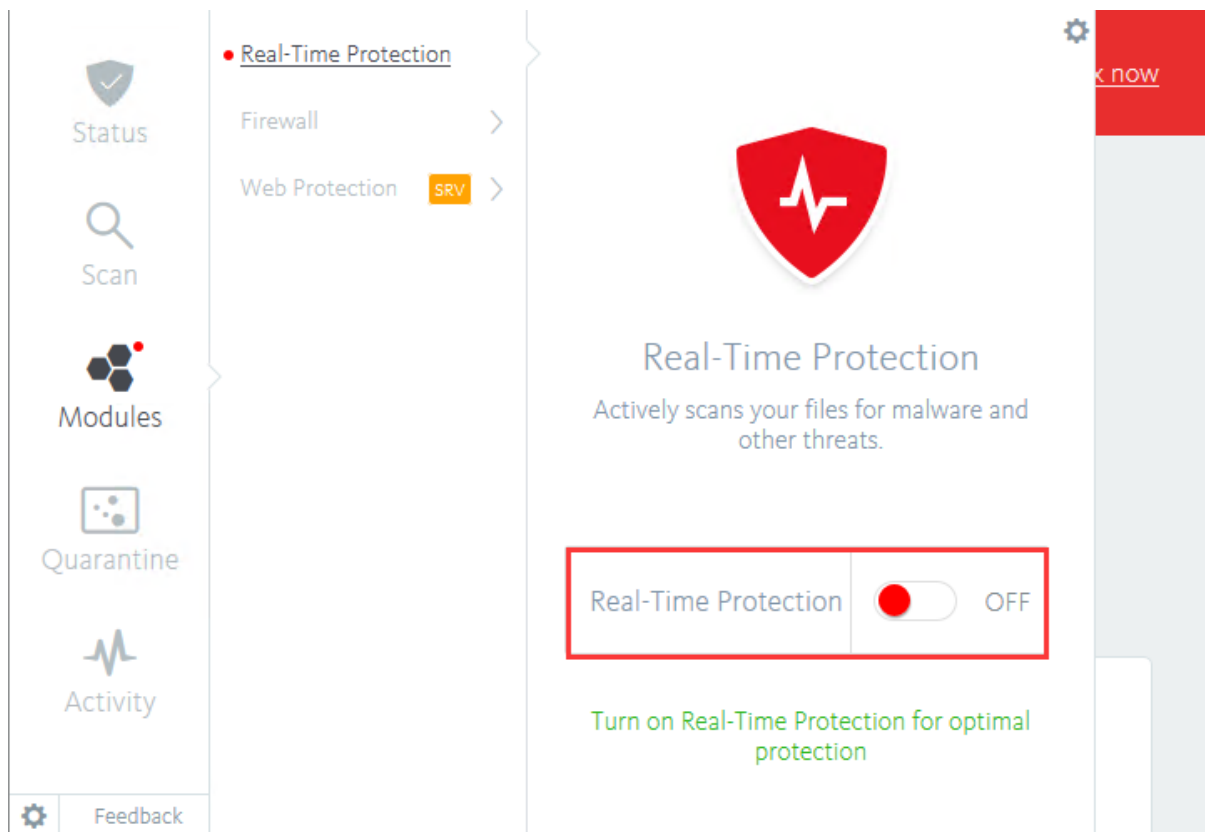 Status
Scan
Modules
Quarantine
Activity
Feedback
Real-Time Protection
Firewall
Web Protection SRV
Real-Time Protection
Actively scans your files for malware and
other threats.
Real-Time Protection OFF
Turn on Real-Time Protection for optimal
protection
now